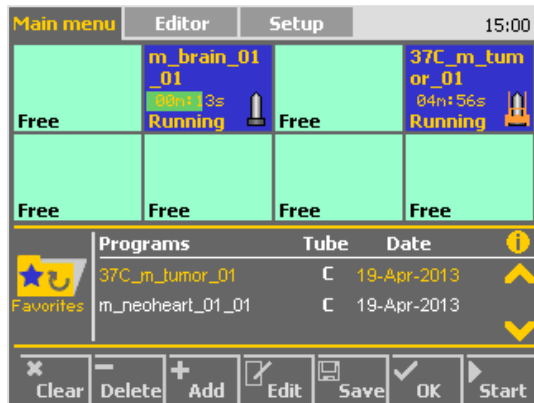 Main menu Editor Setup 15:00
Free
m_brain_01
_01
00m:13s
Running
Free
37C_m_tum
or_01
04m:56s
Running
Free Free Free Free
Programs Tube Date
37C_m_tumor_01 C 19-Apr-2013
m_neoheart_01_01 C 19-Apr-2013
Favorites
Clear Delete Add Edit Save OK Start